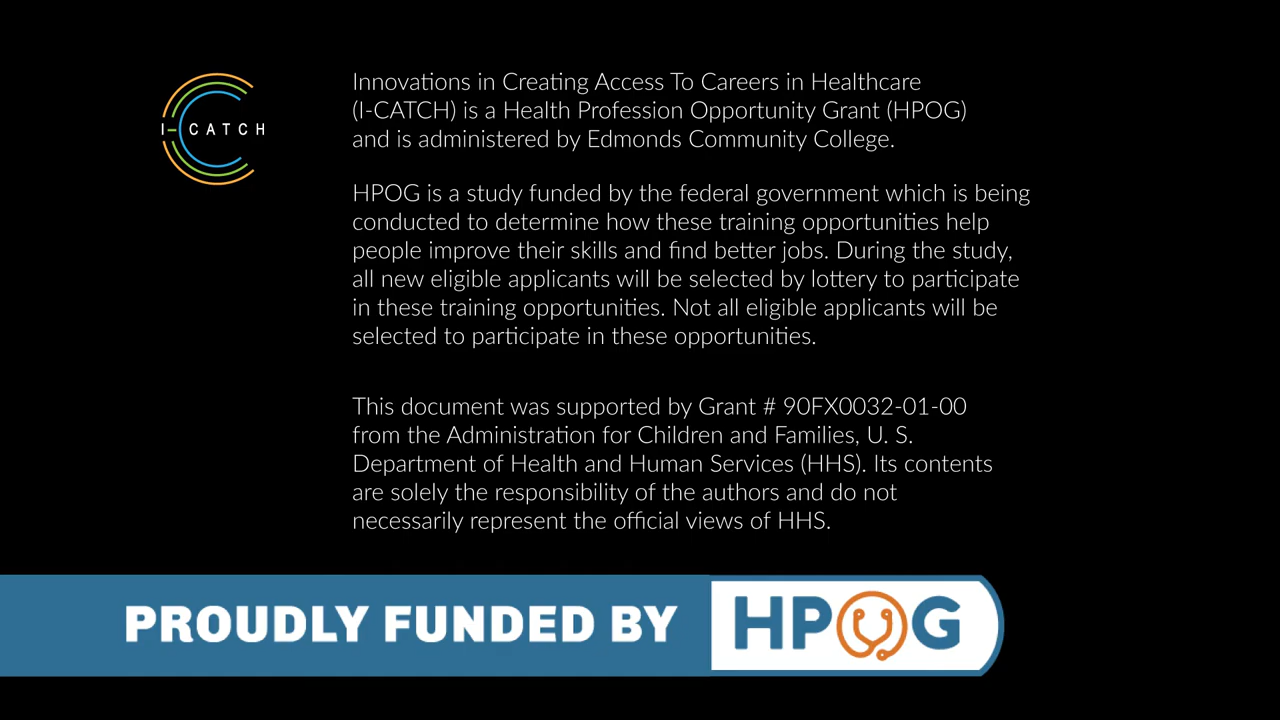 I-CATCH
Innovations in Creating Access To Careers in Healthcare
(I-CATCH) is a Health Profession Opportunity Grant (HPOG)
and is administered by Edmonds Community College.
HPOG is a study funded by the federal government which is being
conducted to determine how these training opportunities help
people improve their skills and find better jobs. During the study,
all new eligible applicants will be selected by lottery to participate
in these training opportunities. Not all eligible applicants will be
selected to participate in these opportunities.
This document was supported by Grant # 90FX0032-01-00
from the Administration for Children and Families, U. S.
Department of Health and Human Services (HHS). Its contents
are solely the responsibility of the authors and do not
necessarily represent the official views of HHS.
PROUDLY FUNDED BY HPOG